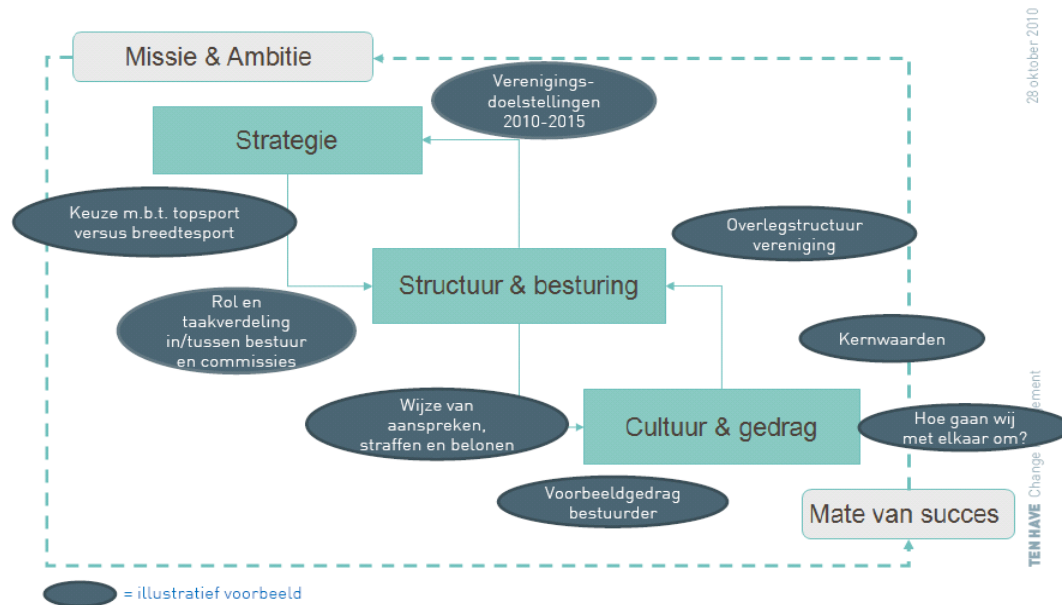 Missie & Ambitie
Verenigings-
doelstellingen
2010-2015
Strategie
Keuze m.b.t. topsport
versus breedtesport
Overlegstructuur
vereniging
Structuur & besturing
Rol en
taakverdeling
in/tussen bestuur
en commissies
Kernwaarden
Wijze van
aanspreken,
straffen en belonen
Cultuur & gedrag
Hoe gaan wij
met elkaar om?
Voorbeeldgedrag
bestuurder
Mate van succes
= illustratief voorbeeld
28 oktober 2010
TEN HAVE Change ement